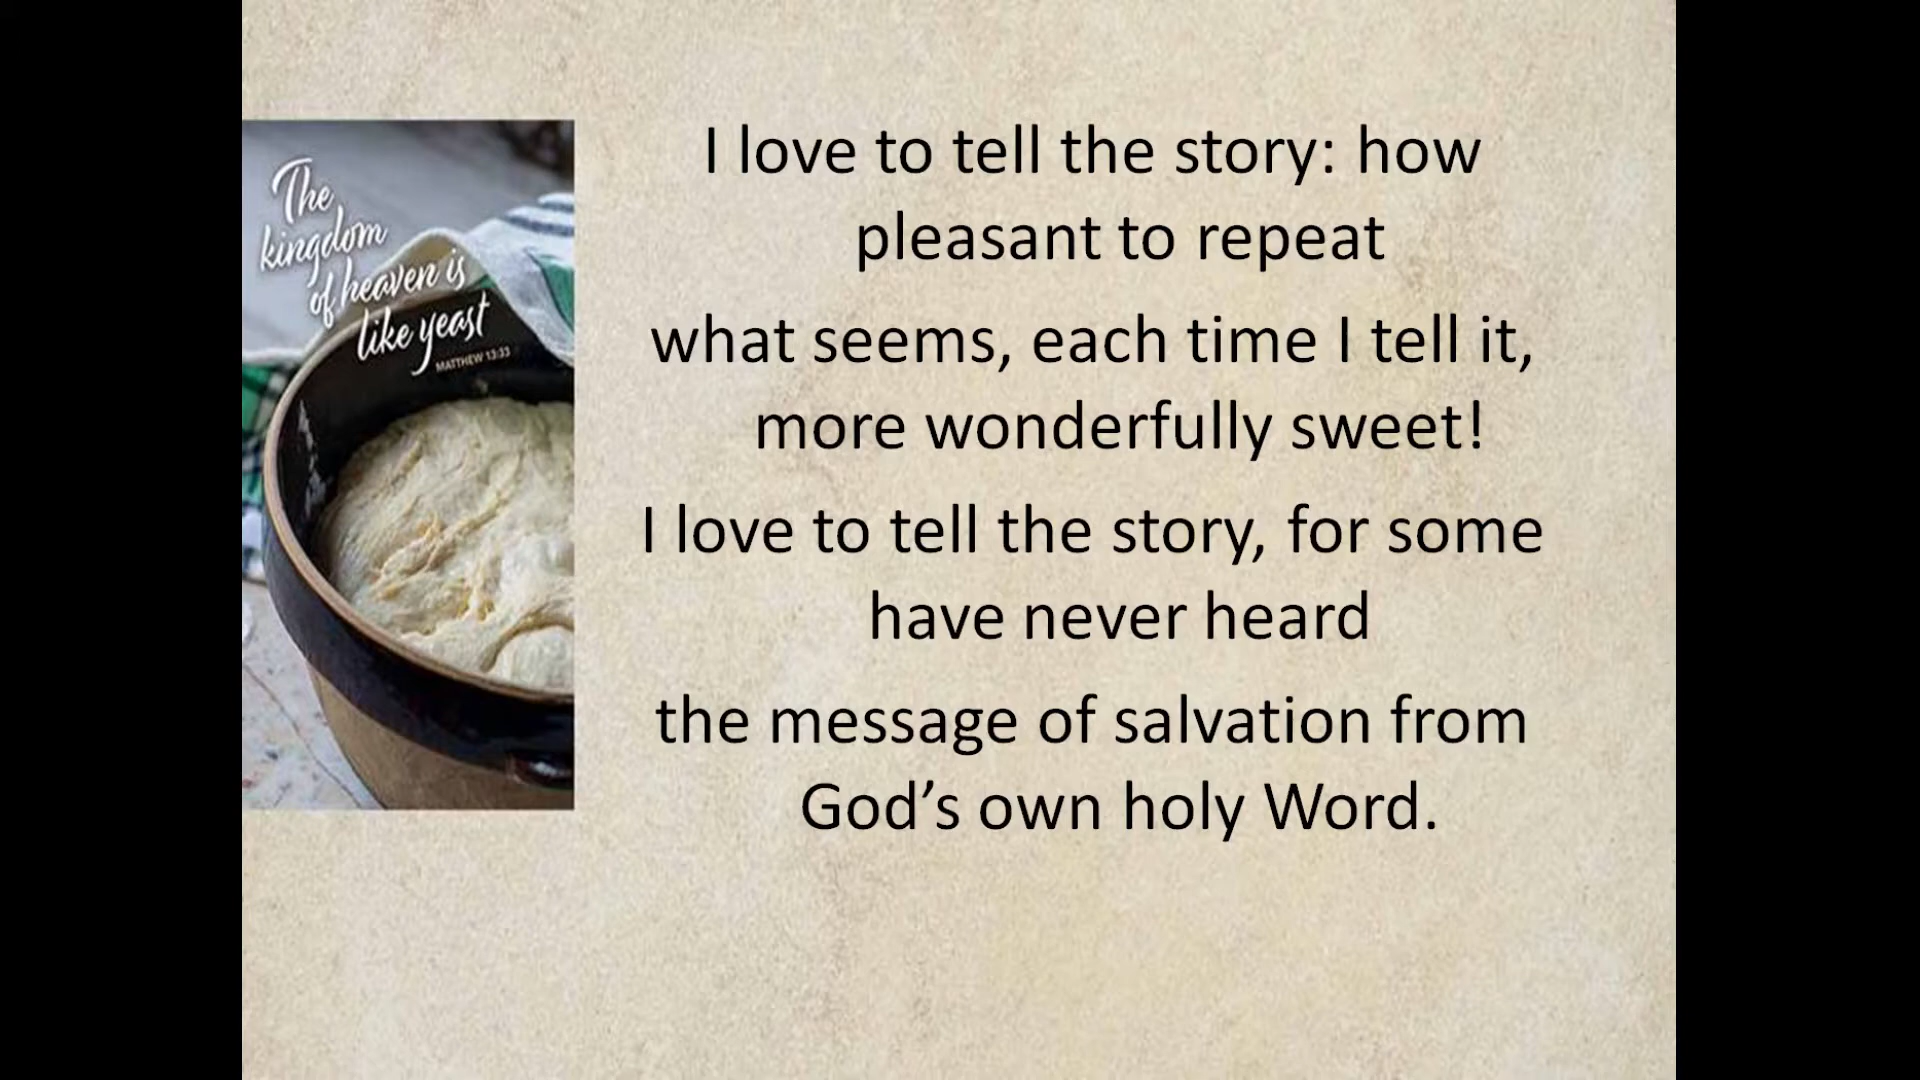 The
kingdom
of heaven is
like yeast
MATTHEW 13:33
I love to tell the story: how
pleasant to repeat
what seems, each time I tell it,
more wonderfully sweet!
I love to tell the story, for some
have never heard
the message of salvation from
God’s own holy Word.